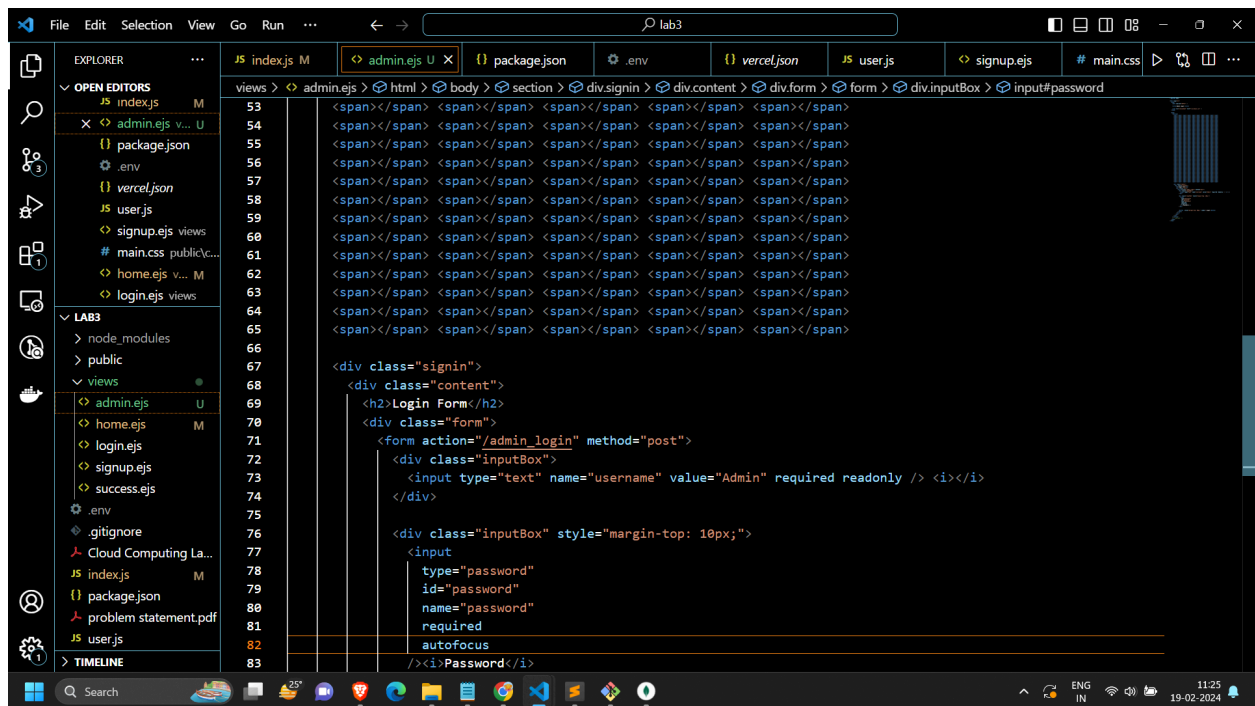 File Edit Selection View Go Run ··· lab3
EXPLORER ···
OPEN EDITORS
JS index.js M
admin.ejs v... U
{} package.json
.env
{} vercel.json
JS user.js
<> signup.ejs views
# main.css public\c...
<> home.ejs v... M
<> login.ejs views
LAB3
node_modules
public
views
<> admin.ejs U
<> home.ejs M
<> login.ejs
<> signup.ejs
<> success.ejs
.env
.gitignore
Cloud Computing La...
JS index.js M
{} package.json
problem statement.pdf
JS user.js
TIMELINE
3
1
1
JS index.js M <> admin.ejs U {} package.json .env {} vercel.json JS user.js <> signup.ejs # main.css ···
views > <> admin.ejs > html > body > section > div.signin > div.content > div.form > form > div.inputBox > input#password
53 <span></span> <span></span> <span></span> <span></span> <span></span>
54 <span></span> <span></span> <span></span> <span></span> <span></span>
55 <span></span> <span></span> <span></span> <span></span> <span></span>
56 <span></span> <span></span> <span></span> <span></span> <span></span>
57 <span></span> <span></span> <span></span> <span></span> <span></span>
58 <span></span> <span></span> <span></span> <span></span> <span></span>
59 <span></span> <span></span> <span></span> <span></span> <span></span>
60 <span></span> <span></span> <span></span> <span></span> <span></span>
61 <span></span> <span></span> <span></span> <span></span> <span></span>
62 <span></span> <span></span> <span></span> <span></span> <span></span>
63 <span></span> <span></span> <span></span> <span></span> <span></span>
64 <span></span> <span></span> <span></span> <span></span> <span></span>
65 <span></span> <span></span> <span></span> <span></span> <span></span>
66
67 <div class="signin">
68 <div class="content">
69 <h2>Login Form</h2>
70 <div class="form">
71 <form action="/admin_login" method="post">
72 <div class="inputBox">
73 <input type="text" name="username" value="Admin" required readonly /> <i></i>
74 </div>
75
76 <div class="inputBox" style="margin-top: 10px;">
77 <input
78 type="password"
79 id="password"
80 name="password"
81 required
82 autofocus
83 /><i>Password</i>
Search 25° ENG 11:25
IN 19-02-2024